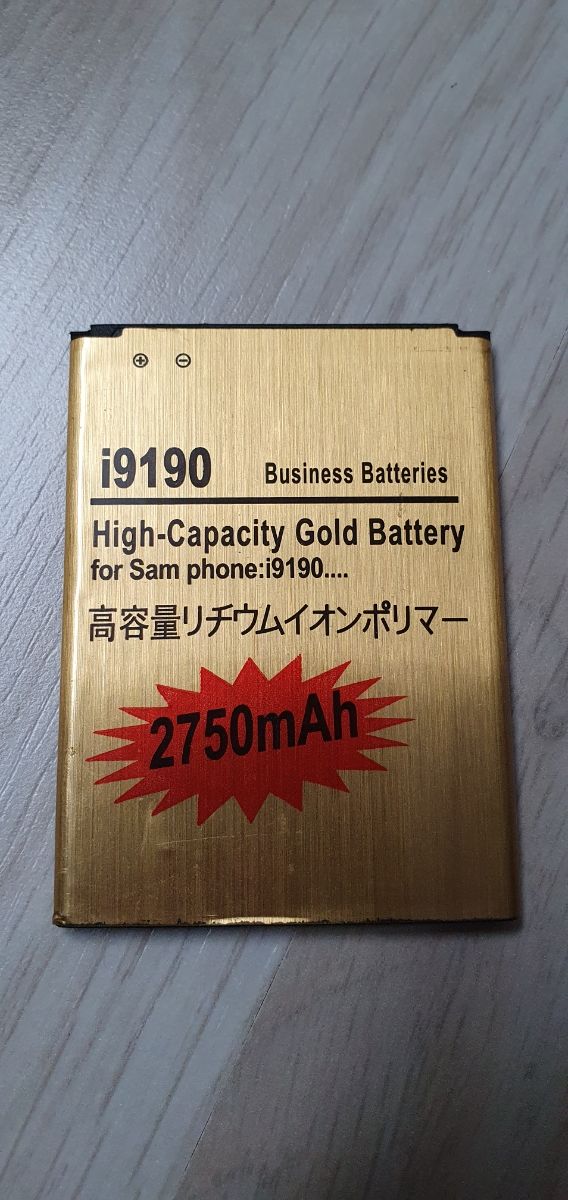 ⊕ ⊖
i9190 Business Batteries
High-Capacity Gold Battery
for Sam phone:i9190....
高容量リチウムイオンポリマー
2750mAh